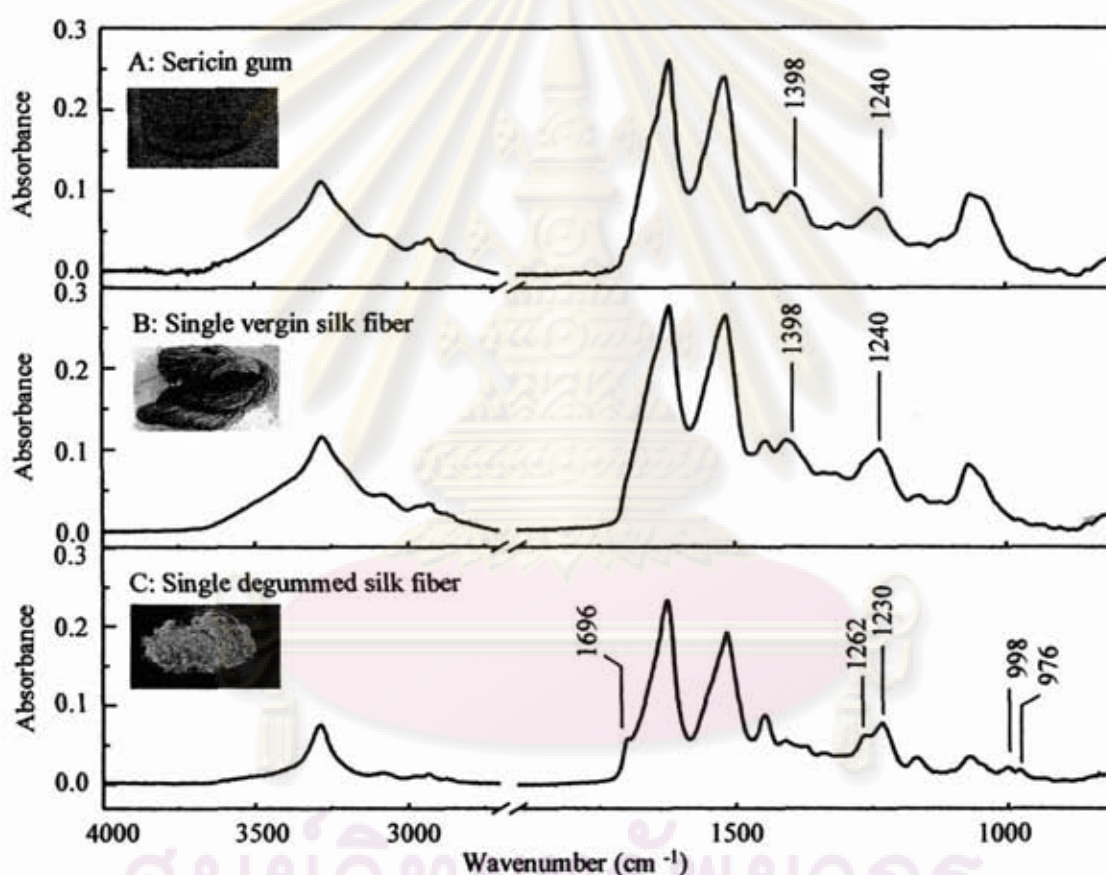 0.3
A: Sericin gum
1398
1240
0.2
Absorbance
0.1
0.0
0.3
B: Single vergin silk fiber
1398
1240
0.2
Absorbance
0.1
0.0
0.3
C: Single degummed silk fiber
1696
1262
1230
998
976
0.2
Absorbance
0.1
0.0
4000 3500 3000 1500 1000
Wavenumber (cm -1)